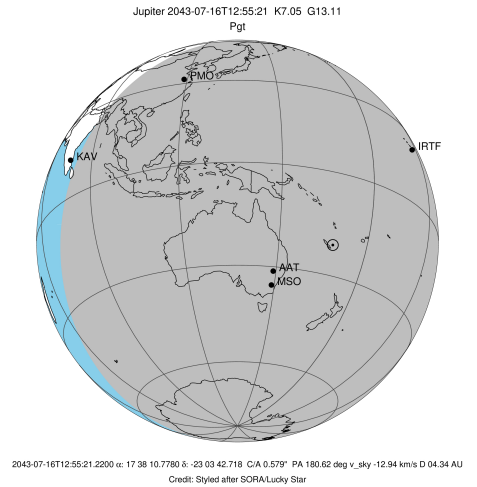 Jupiter 2043-07-16T12:55:21 K7.05 G13.11
Pgt
PMO
IRTF
KAV
AAT
MSO
2043-07-16T12:55:21.2200 α: 17 38 10.7780 δ: -23 03 42.718 C/A 0.579" PA 180.62 deg v_sky -12.94 km/s D 04.34 AU
Credit: Styled after SORA/Lucky Star